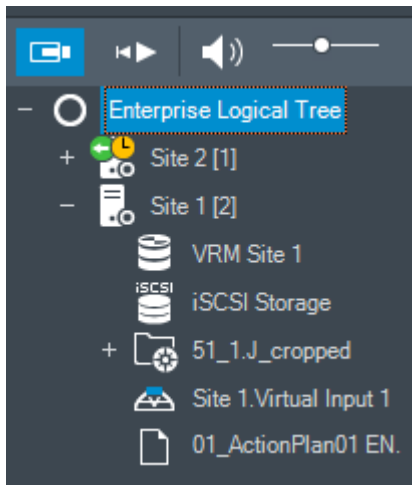 Enterprise Logical Tree
Site 2 [1]
Site 1 [2]
VRM Site 1
iSCSI
iSCSI Storage
51_1.J_cropped
Site 1.Virtual Input 1
01_ActionPlan01 EN.